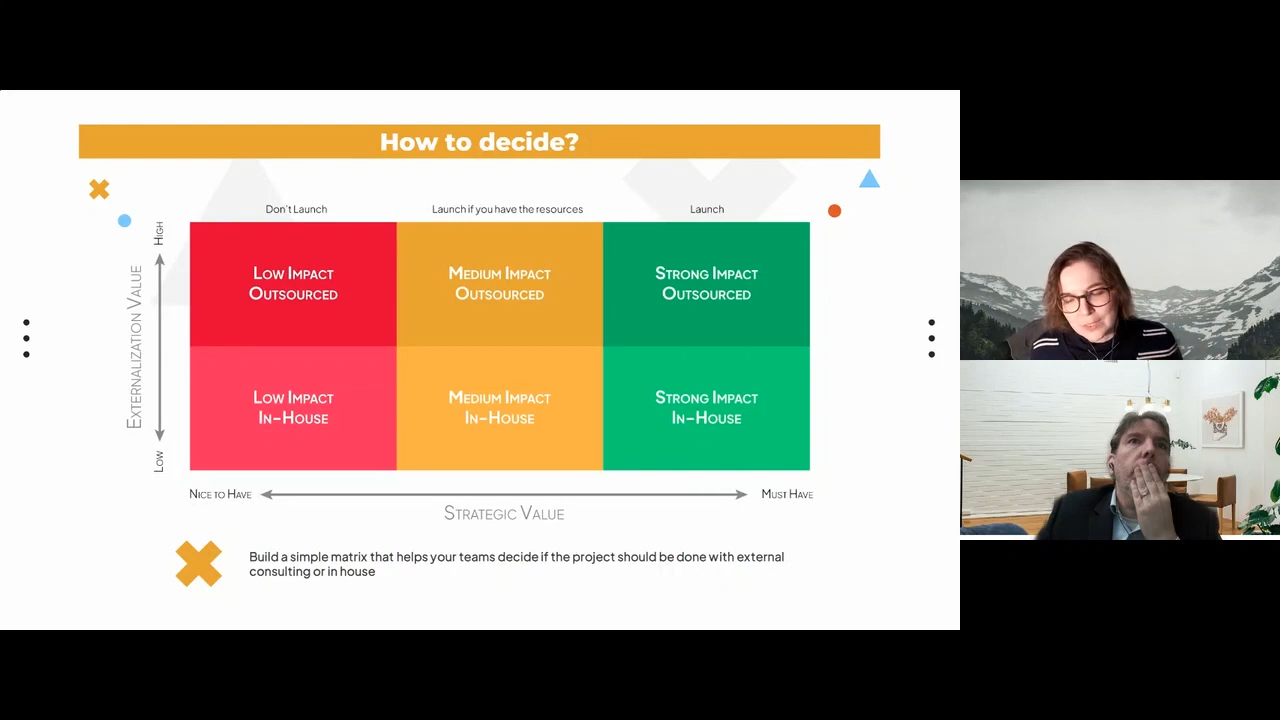 How to decide?
Don't Launch
Launch if you have the resources
Launch
High
Externalization Value
Low
Low Impact
Outsourced
Medium Impact
Outsourced
Strong Impact
Outsourced
Low Impact
In-House
Medium Impact
In-House
Strong Impact
In-House
Nice to Have
Must Have
Strategic Value
Build a simple matrix that helps your teams decide if the project should be done with external
consulting or in house